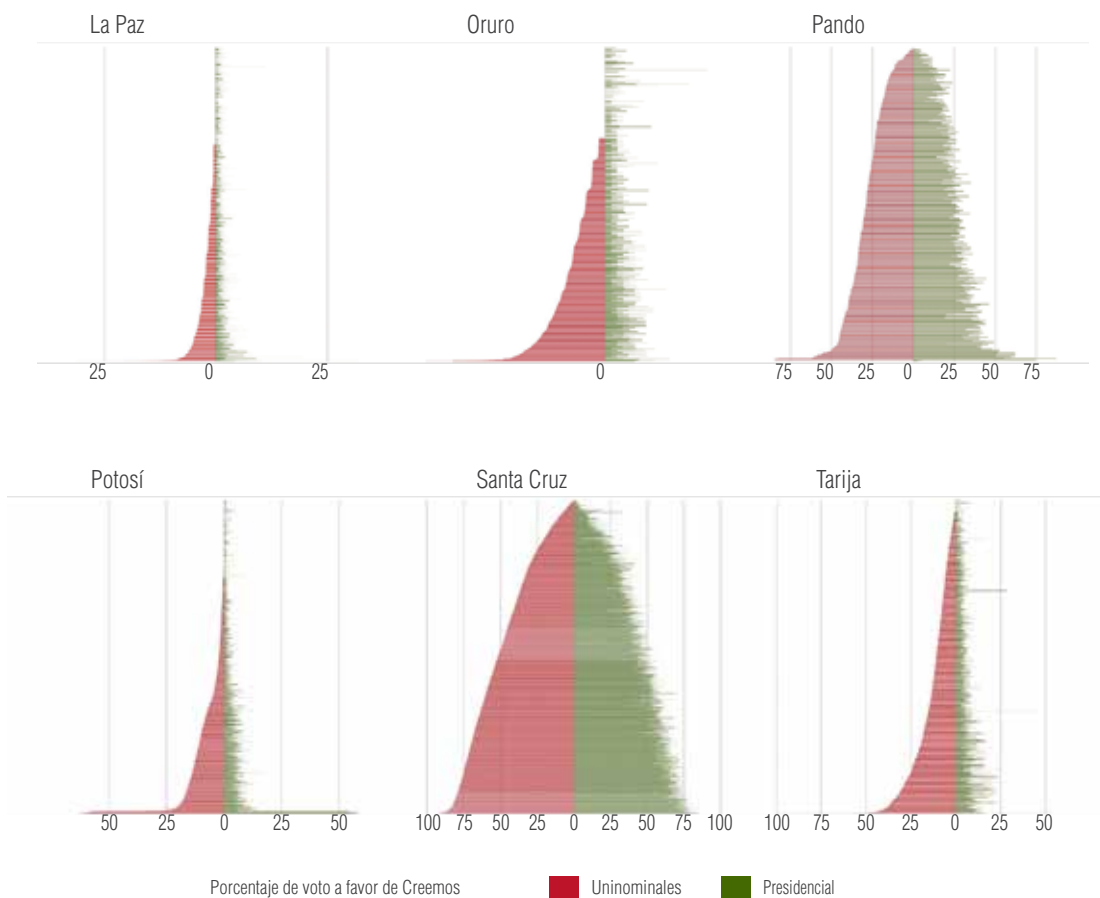 La Paz Oruro Pando
25 0 25 0 75 50 25 0 25 50 75
Potosí Santa Cruz Tarija
50 25 0 25 50 100 75 50 25 0 25 50 75 100 100 75 50 25 0 25 50
Porcentaje de voto a favor de Creemos Uninominales Presidencial